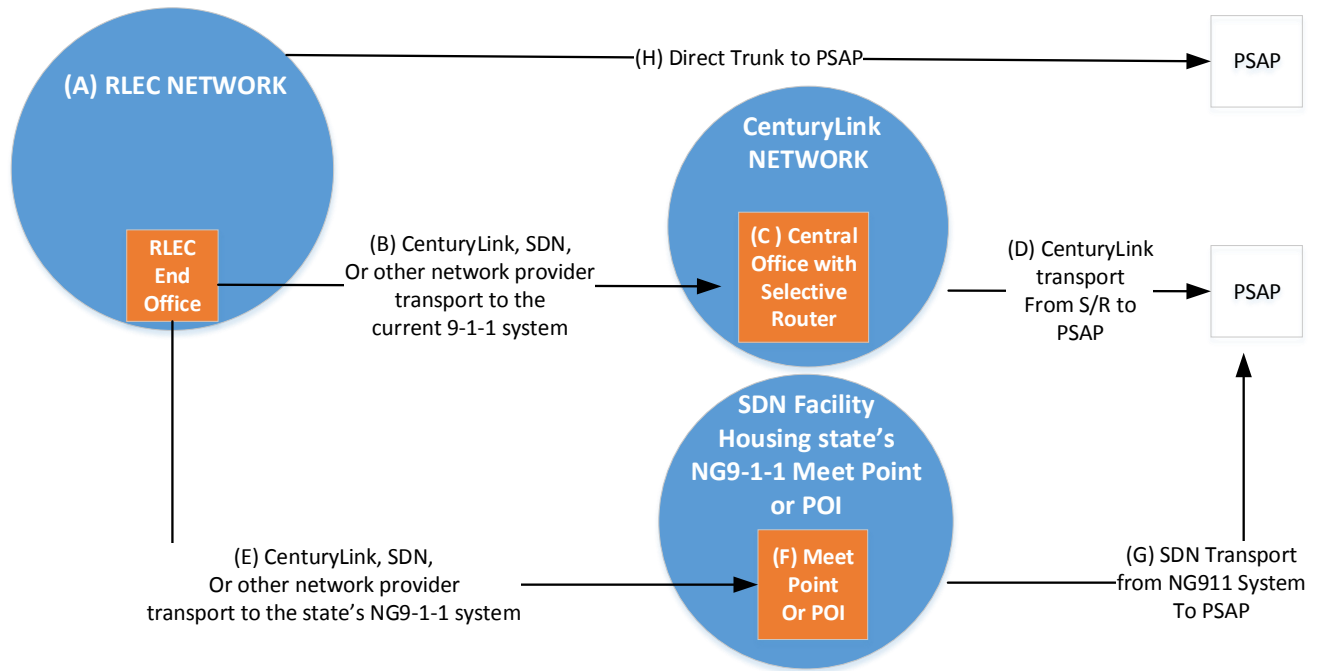 (A) RLEC NETWORK
(H) Direct Trunk to PSAP
PSAP
CenturyLink
NETWORK
RLEC
End
Office
(B) CenturyLink, SDN,
Or other network provider
transport to the
current 9-1-1 system
(C ) Central
Office with
Selective
Router
(D) CenturyLink
transport
From S/R to
PSAP
PSAP
SDN Facility
Housing state’s
NG9-1-1 Meet Point
or POI
(E) CenturyLink, SDN,
Or other network provider
transport to the state’s NG9-1-1 system
(F) Meet
Point
Or POI
(G) SDN Transport
from NG911 System
To PSAP